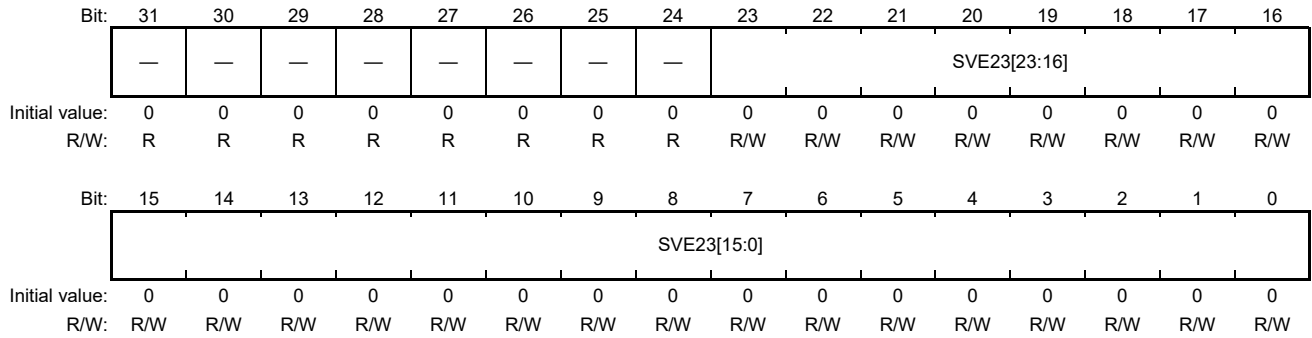 Bit: 31 30 29 28 27 26 25 24 23 22 21 20 19 18 17 16
— — — — — — — — SVE23[23:16]
Initial value: 0 0 0 0 0 0 0 0 0 0 0 0 0 0 0 0
R/W: R R R R R R R R R/W R/W R/W R/W R/W R/W R/W R/W
Bit: 15 14 13 12 11 10 9 8 7 6 5 4 3 2 1 0
SVE23[15:0]
Initial value: 0 0 0 0 0 0 0 0 0 0 0 0 0 0 0 0
R/W: R/W R/W R/W R/W R/W R/W R/W R/W R/W R/W R/W R/W R/W R/W R/W R/W